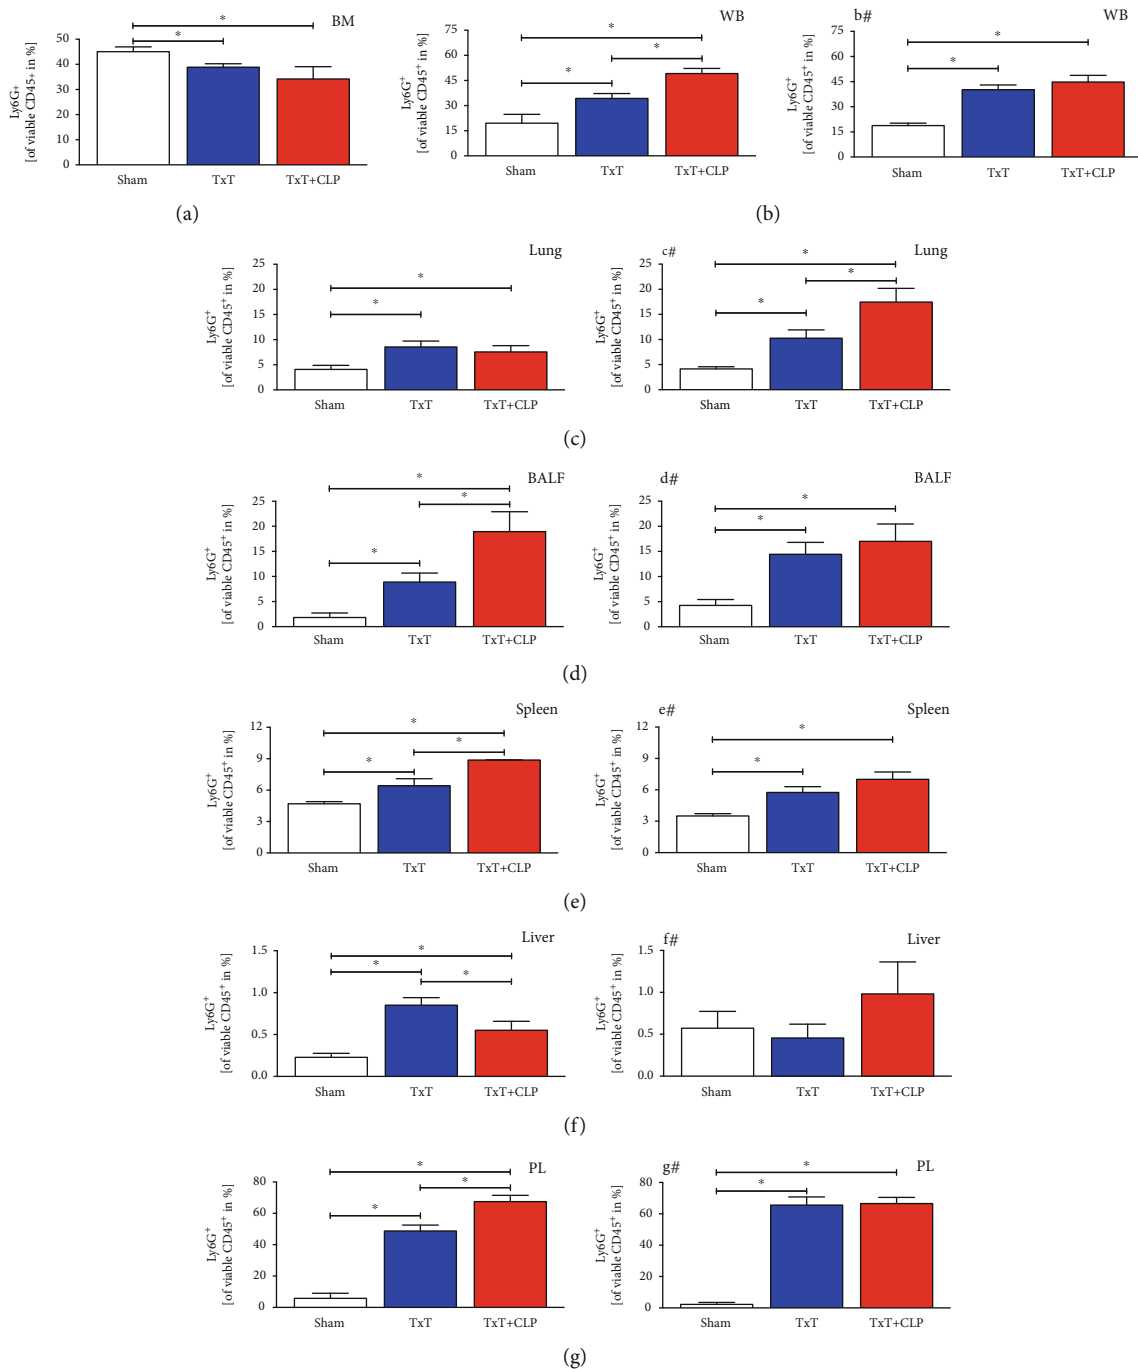 BM
*
*
Ly6G+
[of viable CD45+ in %]
50
40
30
20
10
0
Sham TxT TxT+CLP
(a)
WB
*
*
*
Ly6G+
[of viable CD45+ in %]
75
60
45
30
15
0
Sham TxT TxT+CLP
b# WB
*
*
Ly6G+
[of viable CD45+ in %]
75
60
45
30
15
0
Sham TxT TxT+CLP
(b)
Lung
*
*
Ly6G+
[of viable CD45+ in %]
25
20
15
10
5
0
Sham TxT TxT+CLP
c# Lung
*
*
*
Ly6G+
[of viable CD45+ in %]
25
20
15
10
5
0
Sham TxT TxT+CLP
(c)
BALF
*
*
*
Ly6G+
[of viable CD45+ in %]
25
20
15
10
5
0
Sham TxT TxT+CLP
d# BALF
*
*
Ly6G+
[of viable CD45+ in %]
25
20
15
10
5
0
Sham TxT TxT+CLP
(d)
Spleen
*
*
*
Ly6G+
[of viable CD45+ in %]
12
9
6
3
0
Sham TxT TxT+CLP
e# Spleen
*
*
Ly6G+
[of viable CD45+ in %]
12
9
6
3
0
Sham TxT TxT+CLP
(e)
Liver
*
*
*
Ly6G+
[of viable CD45+ in %]
1.5
1.0
0.5
0.0
Sham TxT TxT+CLP
f# Liver
Ly6G+
[of viable CD45+ in %]
1.5
1.0
0.5
0.0
Sham TxT TxT+CLP
(f)
PL
*
*
*
Ly6G+
[of viable CD45+ in %]
80
60
40
20
0
Sham TxT TxT+CLP
g# PL
*
*
Ly6G+
[of viable CD45+ in %]
80
60
40
20
0
Sham TxT TxT+CLP
(g)